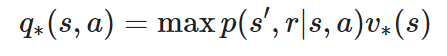 q_*(s, a) = max p(s′, r|s, a)v_*(s)